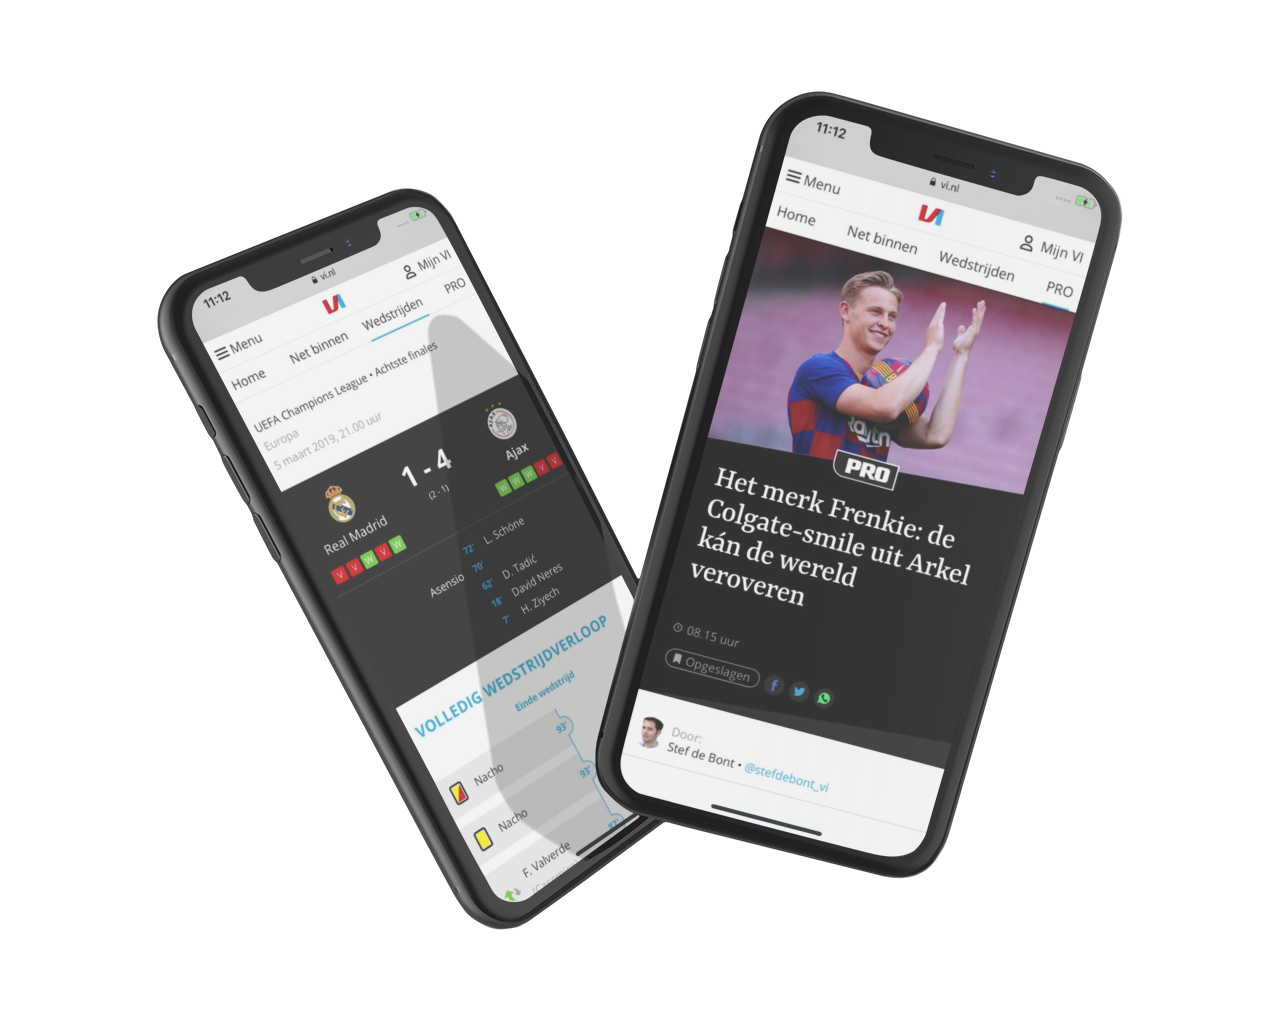 11:12
vi.nl
Menu
VI
Mijn VI
Home
Net binnen
Wedstrijden
PRO
UEFA Champions League • Achtste finales
Europa
5 maart 2019, 21.00 uur
1 - 4
(2 - 1)
Real Madrid
Ajax
V V W V W
W W W V V
72' L. Schöne
Asensio 70'
62' D. Tadić
18' David Neres
7' H. Ziyech
VOLLEDIG WEDSTRIJDVERLOOP
Einde wedstrijd
93'
Nacho
93'
Nacho
87'
F. Valverde
11:12
vi.nl
Menu
VI
Mijn VI
Home
Net binnen
Wedstrijden
PRO
PRO
Het merk Frenkie: de
Colgate-smile uit Arkel
kán de wereld
veroveren
08.15 uur
Opgeslagen
Door:
Stef de Bont • @stefdebont_vi